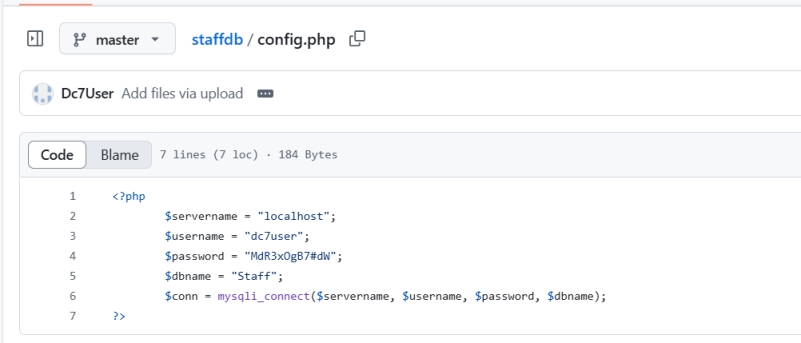 master staffdb / config.php
Dc7User Add files via upload
Code Blame 7 lines (7 loc) · 184 Bytes
1 <?php
2 $servername = "localhost";
3 $username = "dc7user";
4 $password = "MdR3xOgB7#dW";
5 $dbname = "Staff";
6 $conn = mysqli_connect($servername, $username, $password, $dbname);
7 ?>